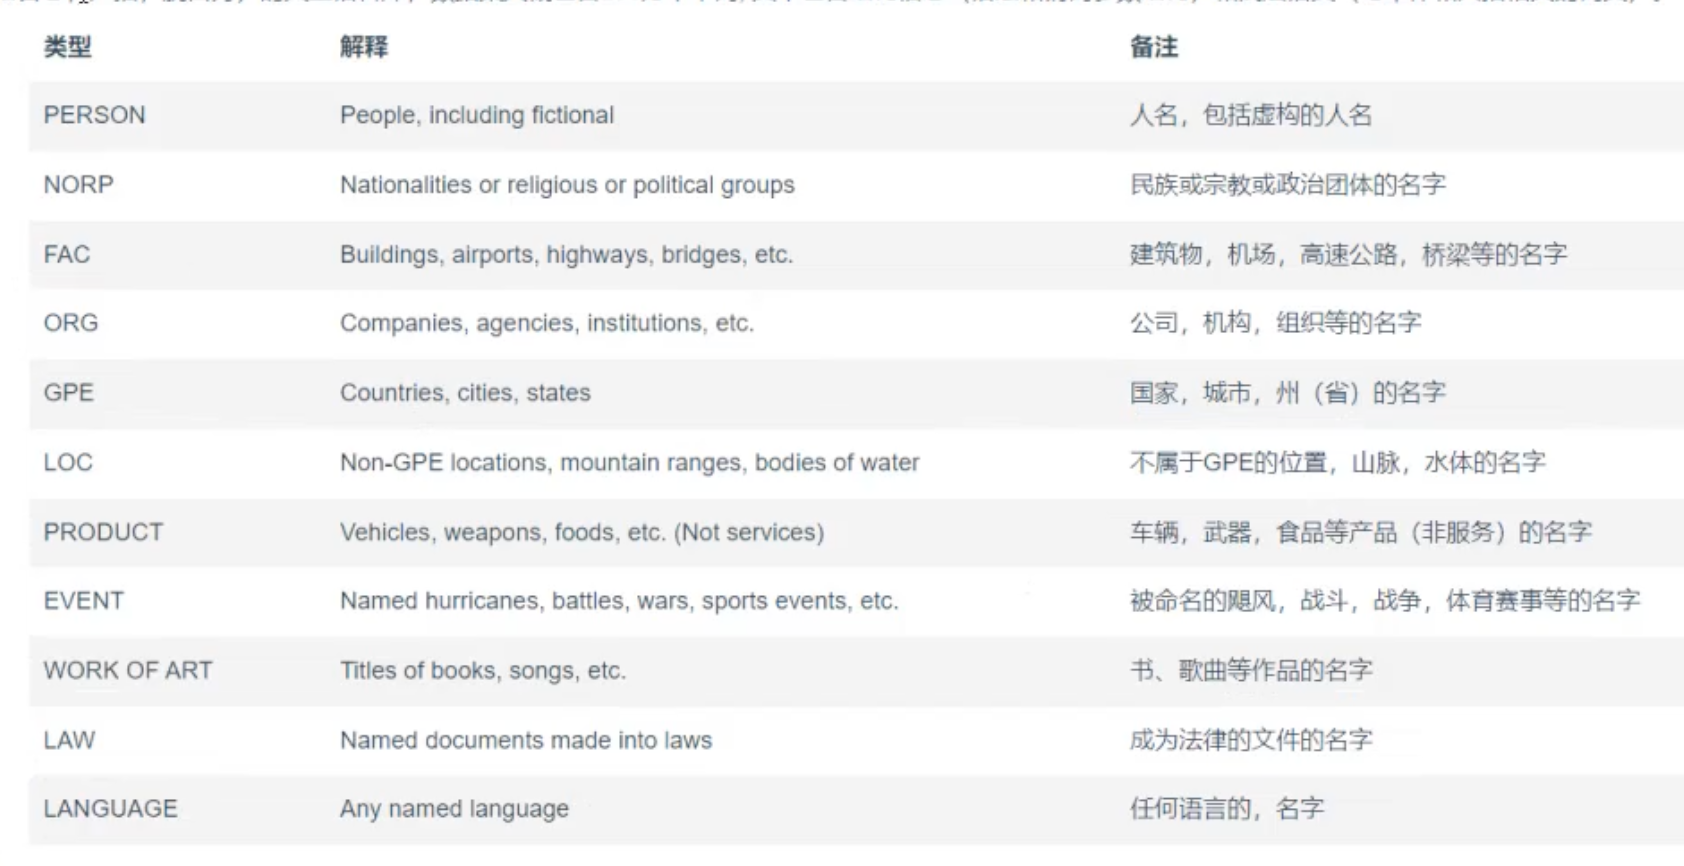 类型 解释 备注
PERSON People, including fictional 人名，包括虚构的人名
NORP Nationalities or religious or political groups 民族或宗教或政治团体的名字
FAC Buildings, airports, highways, bridges, etc. 建筑物，机场，高速公路，桥梁等的名字
ORG Companies, agencies, institutions, etc. 公司，机构，组织等的名字
GPE Countries, cities, states 国家，城市，州（省）的名字
LOC Non-GPE locations, mountain ranges, bodies of water 不属于GPE的位置，山脉，水体的名字
PRODUCT Vehicles, weapons, foods, etc. (Not services) 车辆，武器，食品等产品（非服务）的名字
EVENT Named hurricanes, battles, wars, sports events, etc. 被命名的飓风，战斗，战争，体育赛事等的名字
WORK OF ART Titles of books, songs, etc. 书、歌曲等作品的名字
LAW Named documents made into laws 成为法律的文件的名字
LANGUAGE Any named language 任何语言的，名字